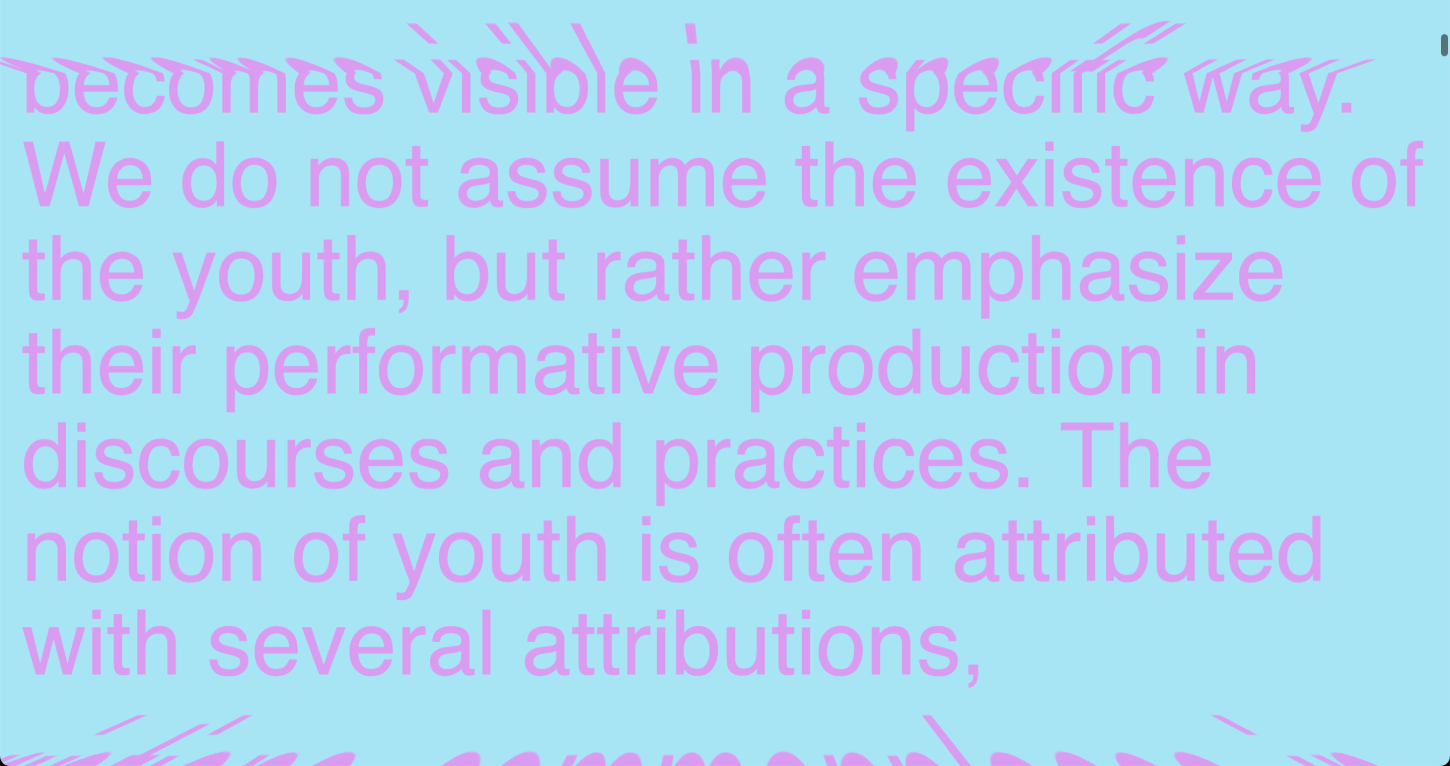 becomes visible in a specific way.
We do not assume the existence of
the youth, but rather emphasize
their performative production in
discourses and practices. The
notion of youth is often attributed
with several attributions,